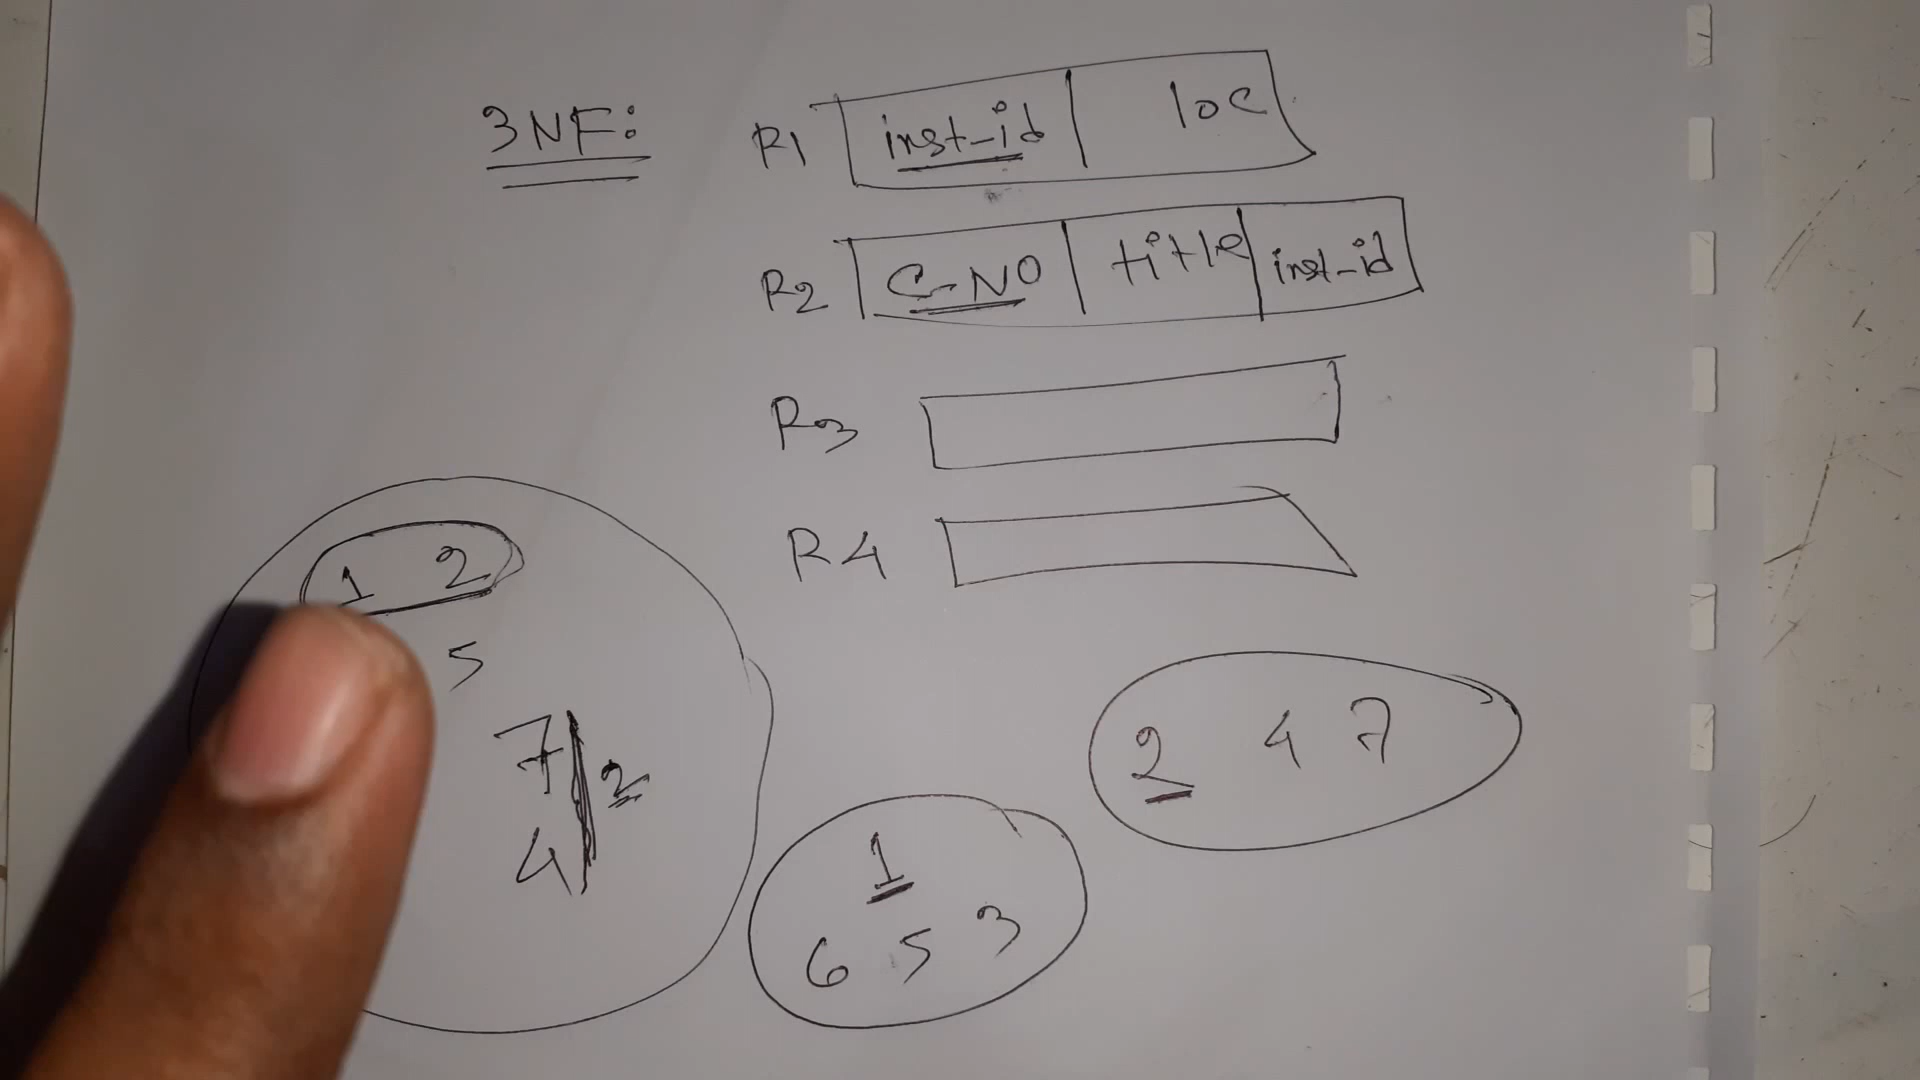 3NF:
R1 inst-id loc
R2 C-NO title inst-id
R3
R4
1 2
5
7 2
4
1
6 5 3
2 4 7